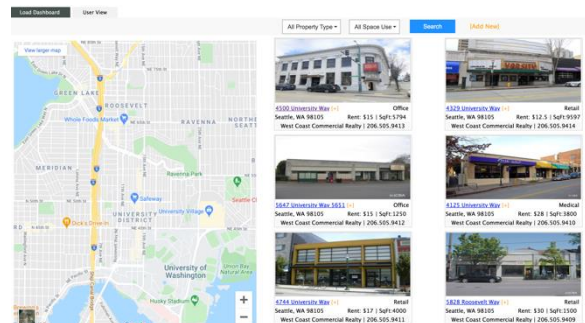 Load Dashboard
User View
All Property Type
All Space Use
Search
[Add New]
View larger map
GREEN LAKE
ROOSEVELT
Whole Foods Market
RAVENNA
Ravenna Park
MERIDIAN
Safeway
UNIVERSITY DISTRICT
University Village
Dick's Drive In
University of Washington
Union Bay Natural Area
Husky Stadium
+
−
4500 University Way [+] Office
Seattle, WA 98105 Rent: $15 | SqFt:5794
West Coast Commercial Realty | 206.505.9413
VARSITY
4329 University Way [+] Retail
Seattle, WA 98105 Rent: $12.5 | SqFt:9597
West Coast Commercial Realty | 206.505.9414
5647 University Way 5651 [+] Office
Seattle, WA 98105 Rent: $15 | SqFt:1250
West Coast Commercial Realty | 206.505.9412
4125 University Way [+] Medical
Seattle, WA 98105 Rent: $28 | SqFt:3800
West Coast Commercial Realty | 206.505.9410
4744 University Way [+] Retail
Seattle, WA 98105 Rent: $17 | SqFt:4000
West Coast Commercial Realty | 206.505.9411
5828 Roosevelt Way [+] Retail
Seattle, WA 98105 Rent: $30 | SqFt:1500
West Coast Commercial Realty | 206.505.9409